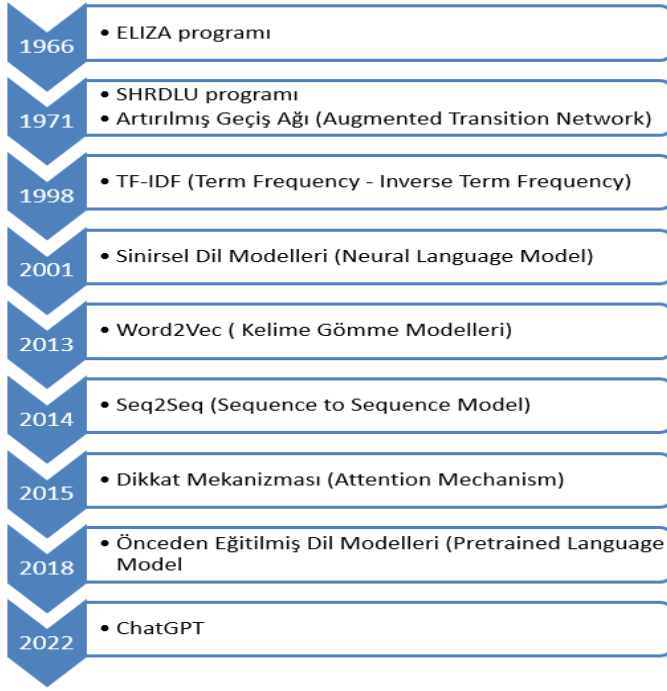 1966
• ELIZA programı
1971
• SHRDLU programı
• Artırılmış Geçiş Ağı (Augmented Transition Network)
1998
• TF-IDF (Term Frequency - Inverse Term Frequency)
2001
• Sinirsel Dil Modelleri (Neural Language Model)
2013
• Word2Vec ( Kelime Gömme Modelleri)
2014
• Seq2Seq (Sequence to Sequence Model)
2015
• Dikkat Mekanizması (Attention Mechanism)
2018
• Önceden Eğitilmiş Dil Modelleri (Pretrained Language
Model
2022
• ChatGPT